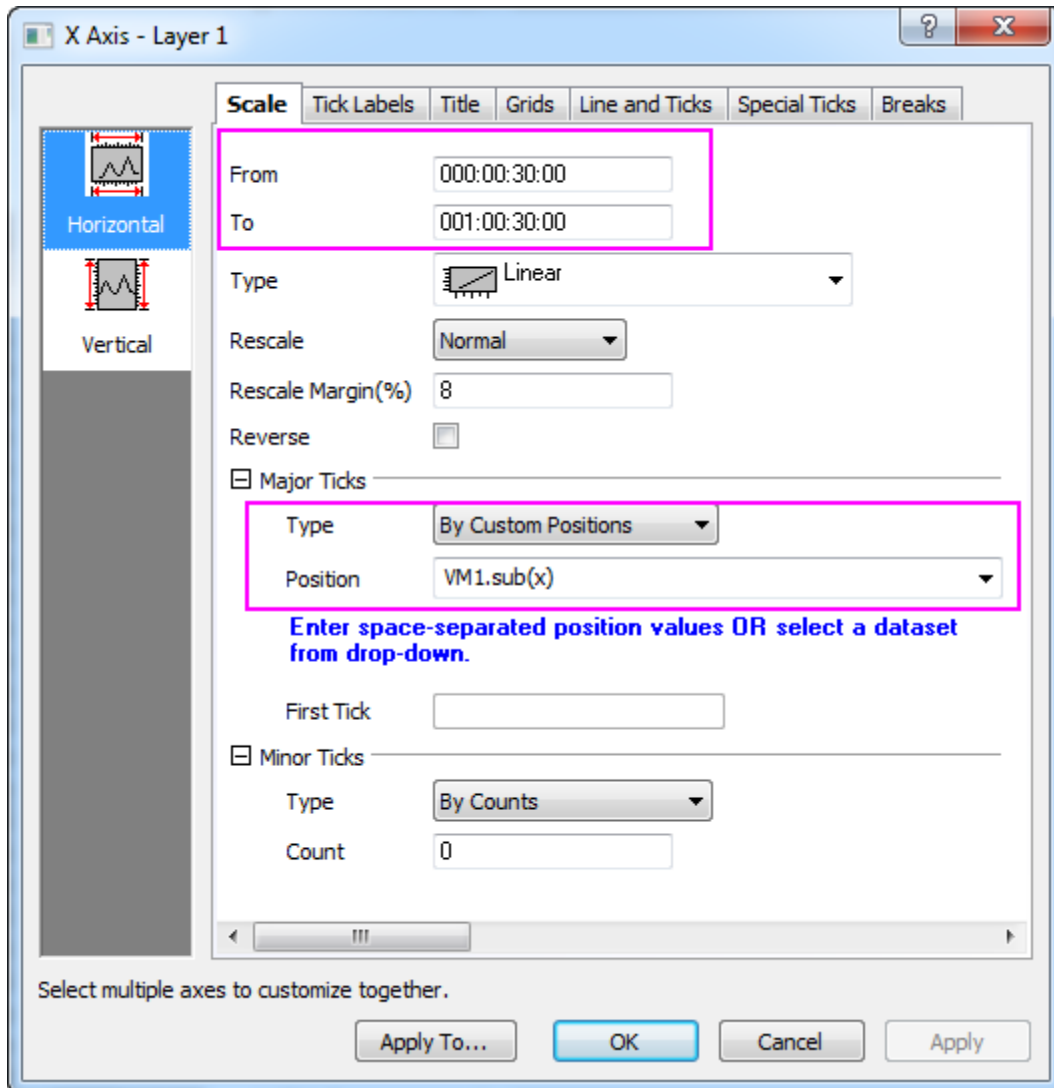 X Axis - Layer 1
Scale Tick Labels Title Grids Line and Ticks Special Ticks Breaks
Horizontal
Vertical
From 000:00:30:00
To 001:00:30:00
Type Linear
Rescale Normal
Rescale Margin(%) 8
Reverse
Major Ticks
Type By Custom Positions
Position VM1.sub(x)
Enter space-separated position values OR select a dataset
from drop-down.
First Tick
Minor Ticks
Type By Counts
Count 0
Select multiple axes to customize together.
Apply To... OK Cancel Apply